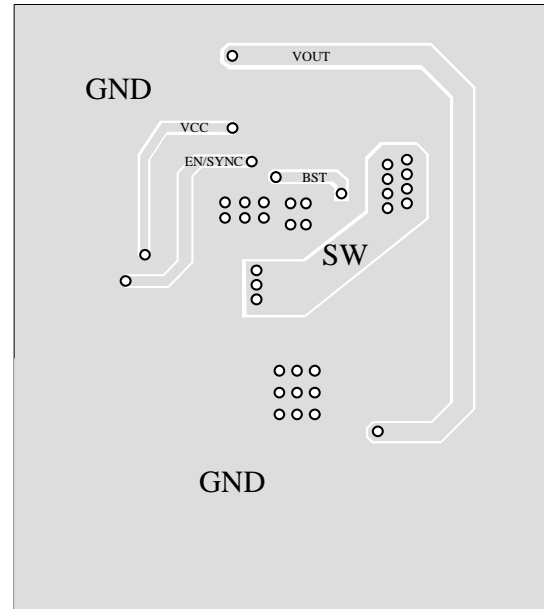 VOUT
GND
VCC
EN/SYNC
BST
SW
GND